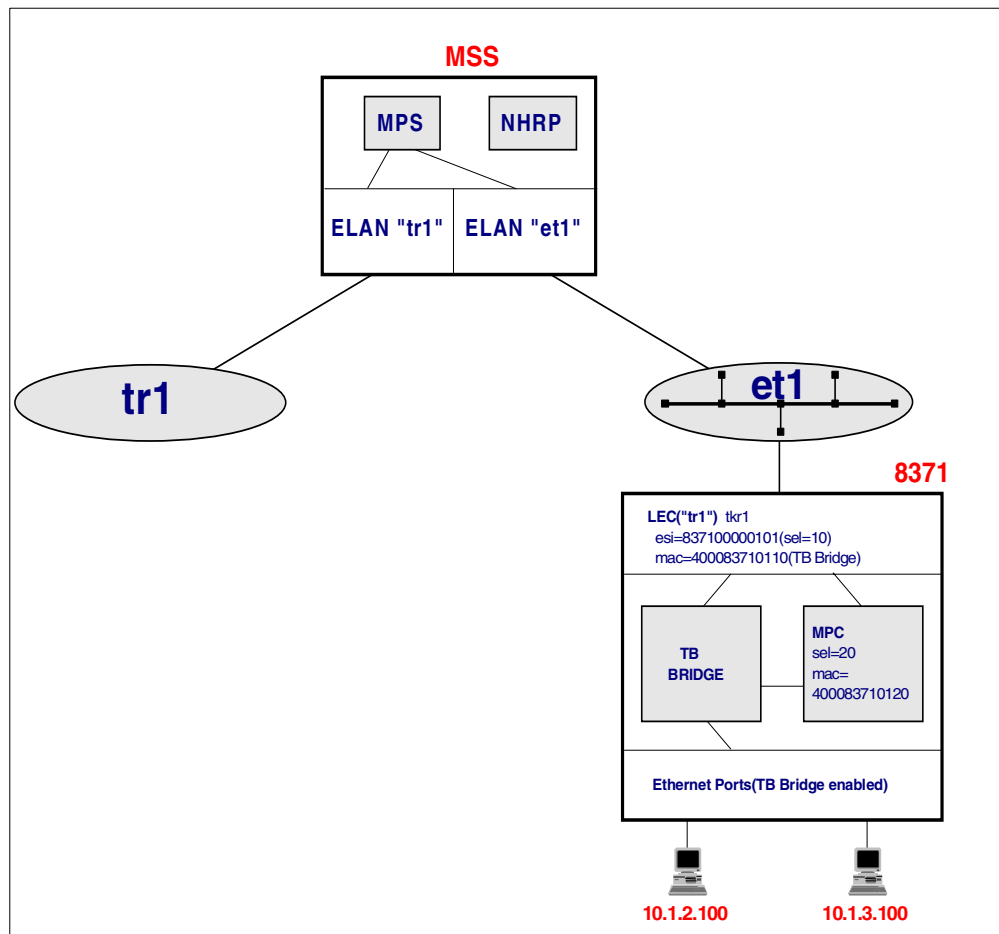 MSS
MPS
NHRP
ELAN "tr1"
ELAN "et1"
tr1
et1
8371
LEC("tr1") tkr1
esi=837100000101(sel=10)
mac=400083710110(TB Bridge)
TB
BRIDGE
MPC
sel=20
mac=
400083710120
Ethernet Ports(TB Bridge enabled)
10.1.2.100
10.1.3.100